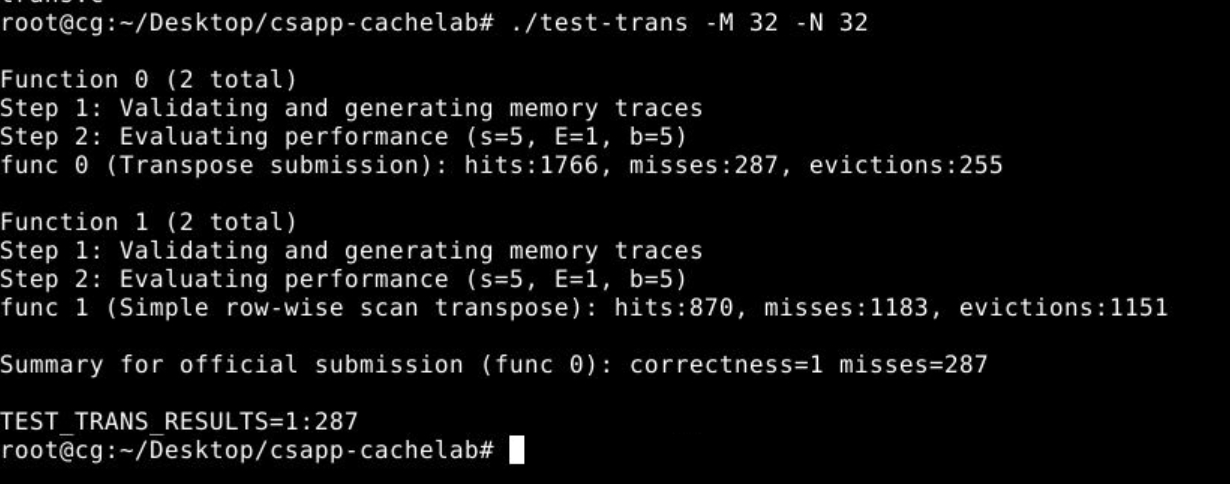 root@cg:~/Desktop/csapp-cachelab# ./test-trans -M 32 -N 32
Function 0 (2 total)
Step 1: Validating and generating memory traces
Step 2: Evaluating performance (s=5, E=1, b=5)
func 0 (Transpose submission): hits:1766, misses:287, evictions:255
Function 1 (2 total)
Step 1: Validating and generating memory traces
Step 2: Evaluating performance (s=5, E=1, b=5)
func 1 (Simple row-wise scan transpose): hits:870, misses:1183, evictions:1151
Summary for official submission (func 0): correctness=1 misses=287
TEST_TRANS_RESULTS=1:287
root@cg:~/Desktop/csapp-cachelab#